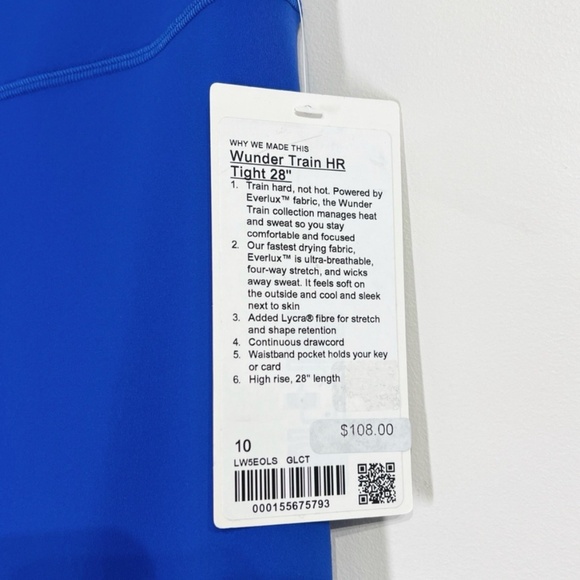 WHY WE MADE THIS
Wunder Train HR
Tight 28"
1. Train hard, not hot. Powered by
Everlux™ fabric, the Wunder
Train collection manages heat
and sweat so you stay
comfortable and focused
2. Our fastest drying fabric,
Everlux™ is ultra-breathable,
four-way stretch, and wicks
away sweat. It feels soft on
the outside and cool and sleek
next to skin
3. Added Lycra® fibre for stretch
and shape retention
4. Continuous drawcord
5. Waistband pocket holds your key
or card
6. High rise, 28" length
$108.00
10
LW5EOLS GLCT
000155675793